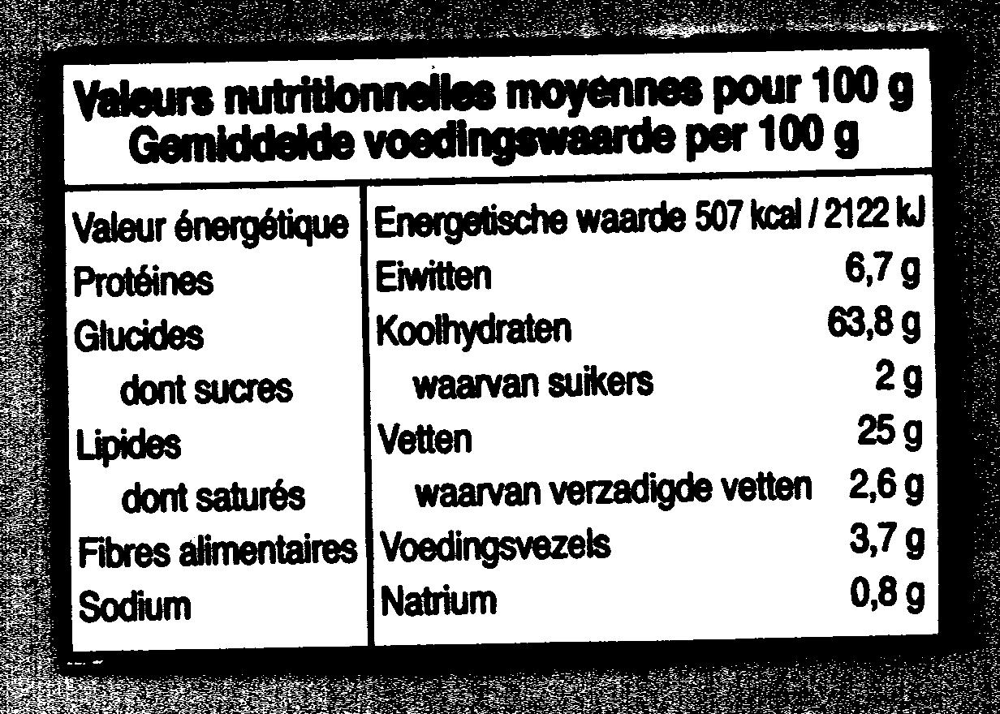 Valeurs nutritionnelles moyennes pour 100 g
Gemiddelde voedingswaarde per 100 g
Valeur énergétique Energetische waarde 507 kcal / 2122 kJ
Protéines Eiwitten 6,7 g
Glucides Koolhydraten 63,8 g
dont sucres waarvan suikers 2 g
Lipides Vetten 25 g
dont saturés waarvan verzadigde vetten 2,6 g
Fibres alimentaires Voedingsvezels 3,7 g
Sodium Natrium 0,8 g